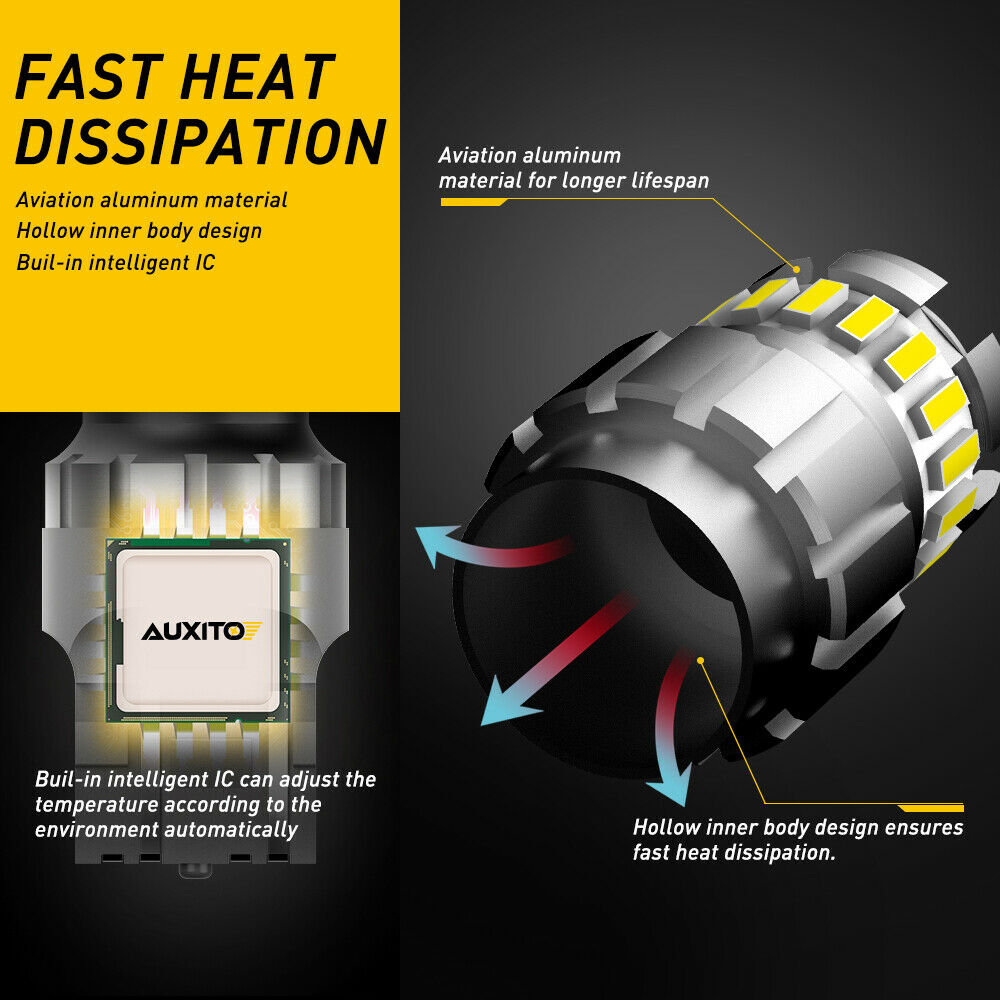 FAST HEAT
DISSIPATION
Aviation aluminum material
Hollow inner body design
Buil-in intelligent IC
Aviation aluminum
material for longer lifespan
AUXITO
Buil-in intelligent IC can adjust the
temperature according to the
environment automatically
Hollow inner body design ensures
fast heat dissipation.